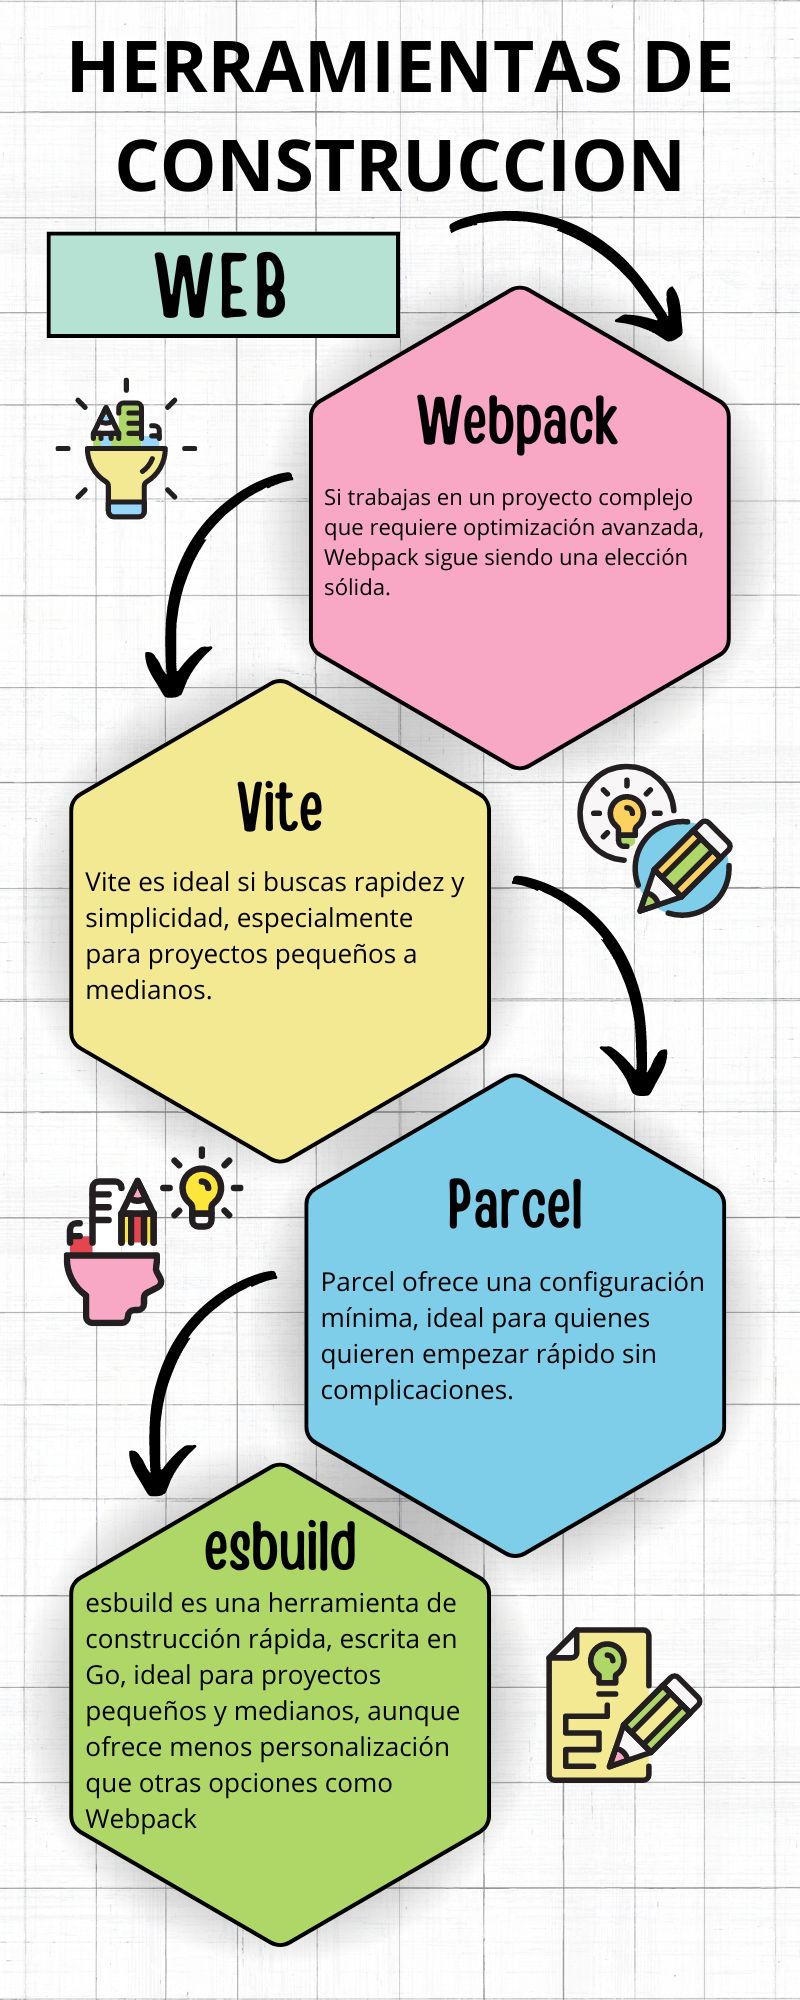 HERRAMIENTAS DE
CONSTRUCCION
WEB
Webpack
Si trabajas en un proyecto complejo
que requiere optimización avanzada,
Webpack sigue siendo una elección
sólida.
Vite
Vite es ideal si buscas rapidez y
simplicidad, especialmente
para proyectos pequeños a
medianos.
Parcel
Parcel ofrece una configuración
mínima, ideal para quienes
quieren empezar rápido sin
complicaciones.
esbuild
esbuild es una herramienta de
construcción rápida, escrita en
Go, ideal para proyectos
pequeños y medianos, aunque
ofrece menos personalización
que otras opciones como
Webpack